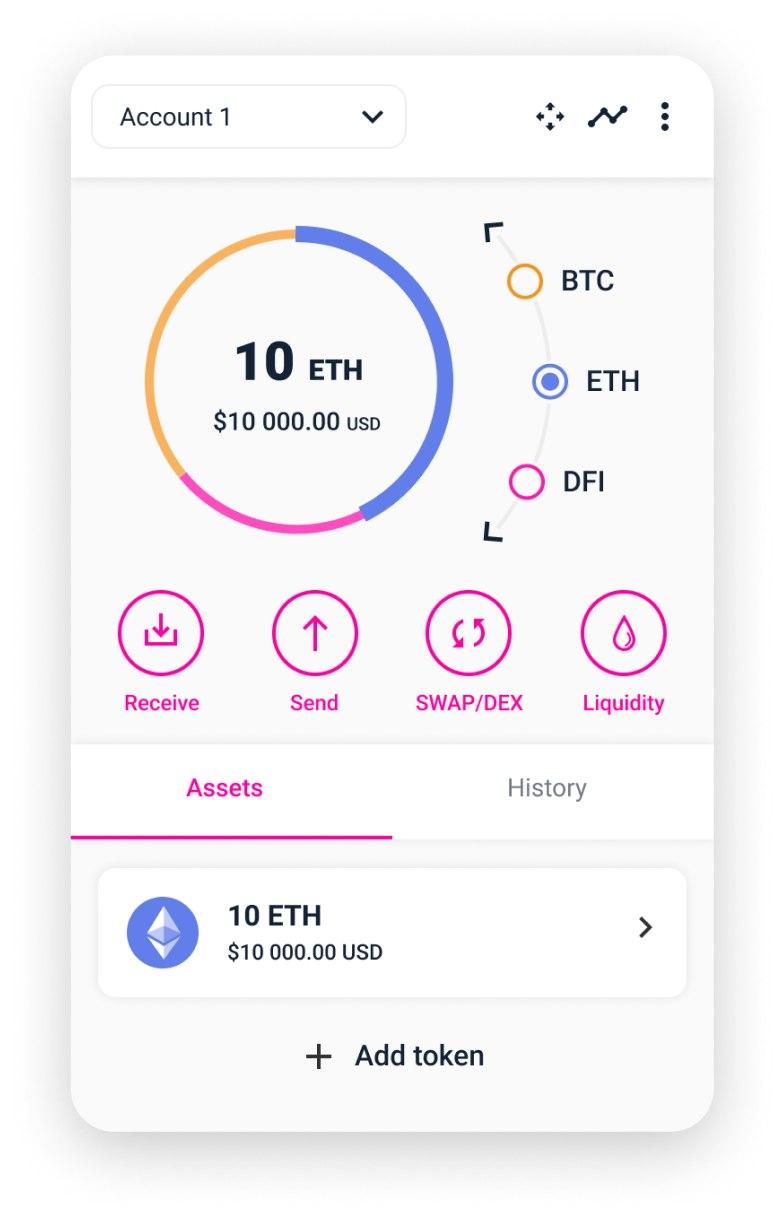 Account 1
BTC
10 ETH
ETH
$10 000.00 USD
DFI
Receive
Send
SWAP/DEX
Liquidity
Assets
History
10 ETH
$10 000.00 USD
Add token